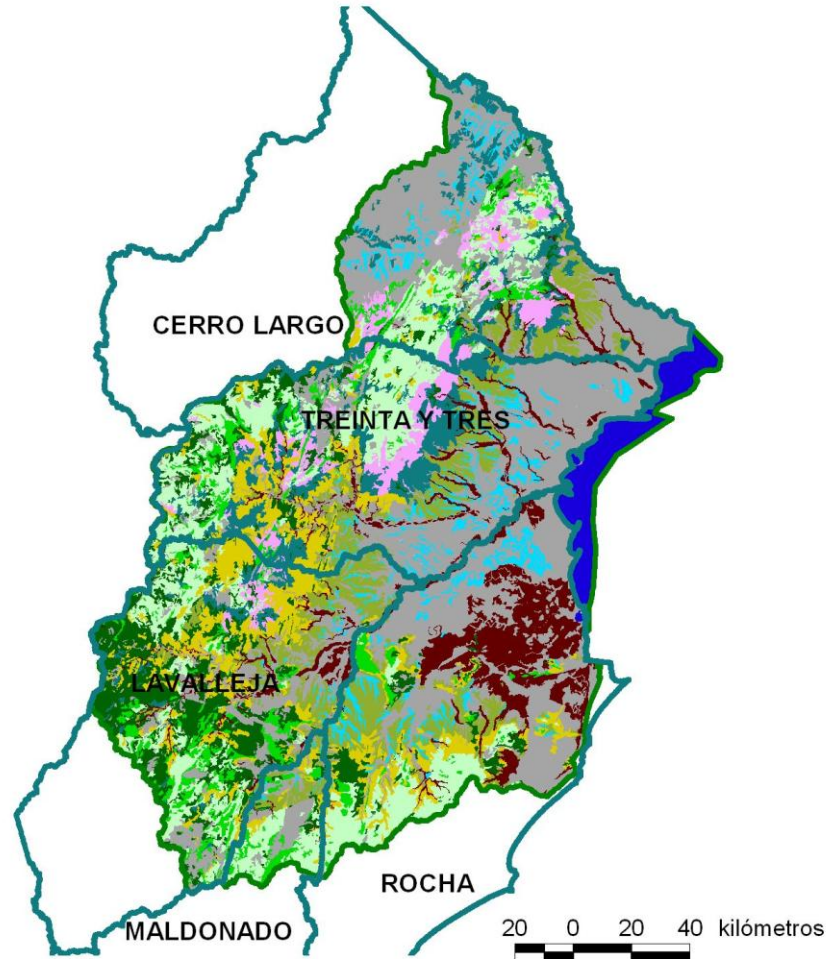 CERRO LARGO
TREINTA Y TRES
LAVALLEJA
ROCHA
MALDONADO
20 0 20 40 kilómetros